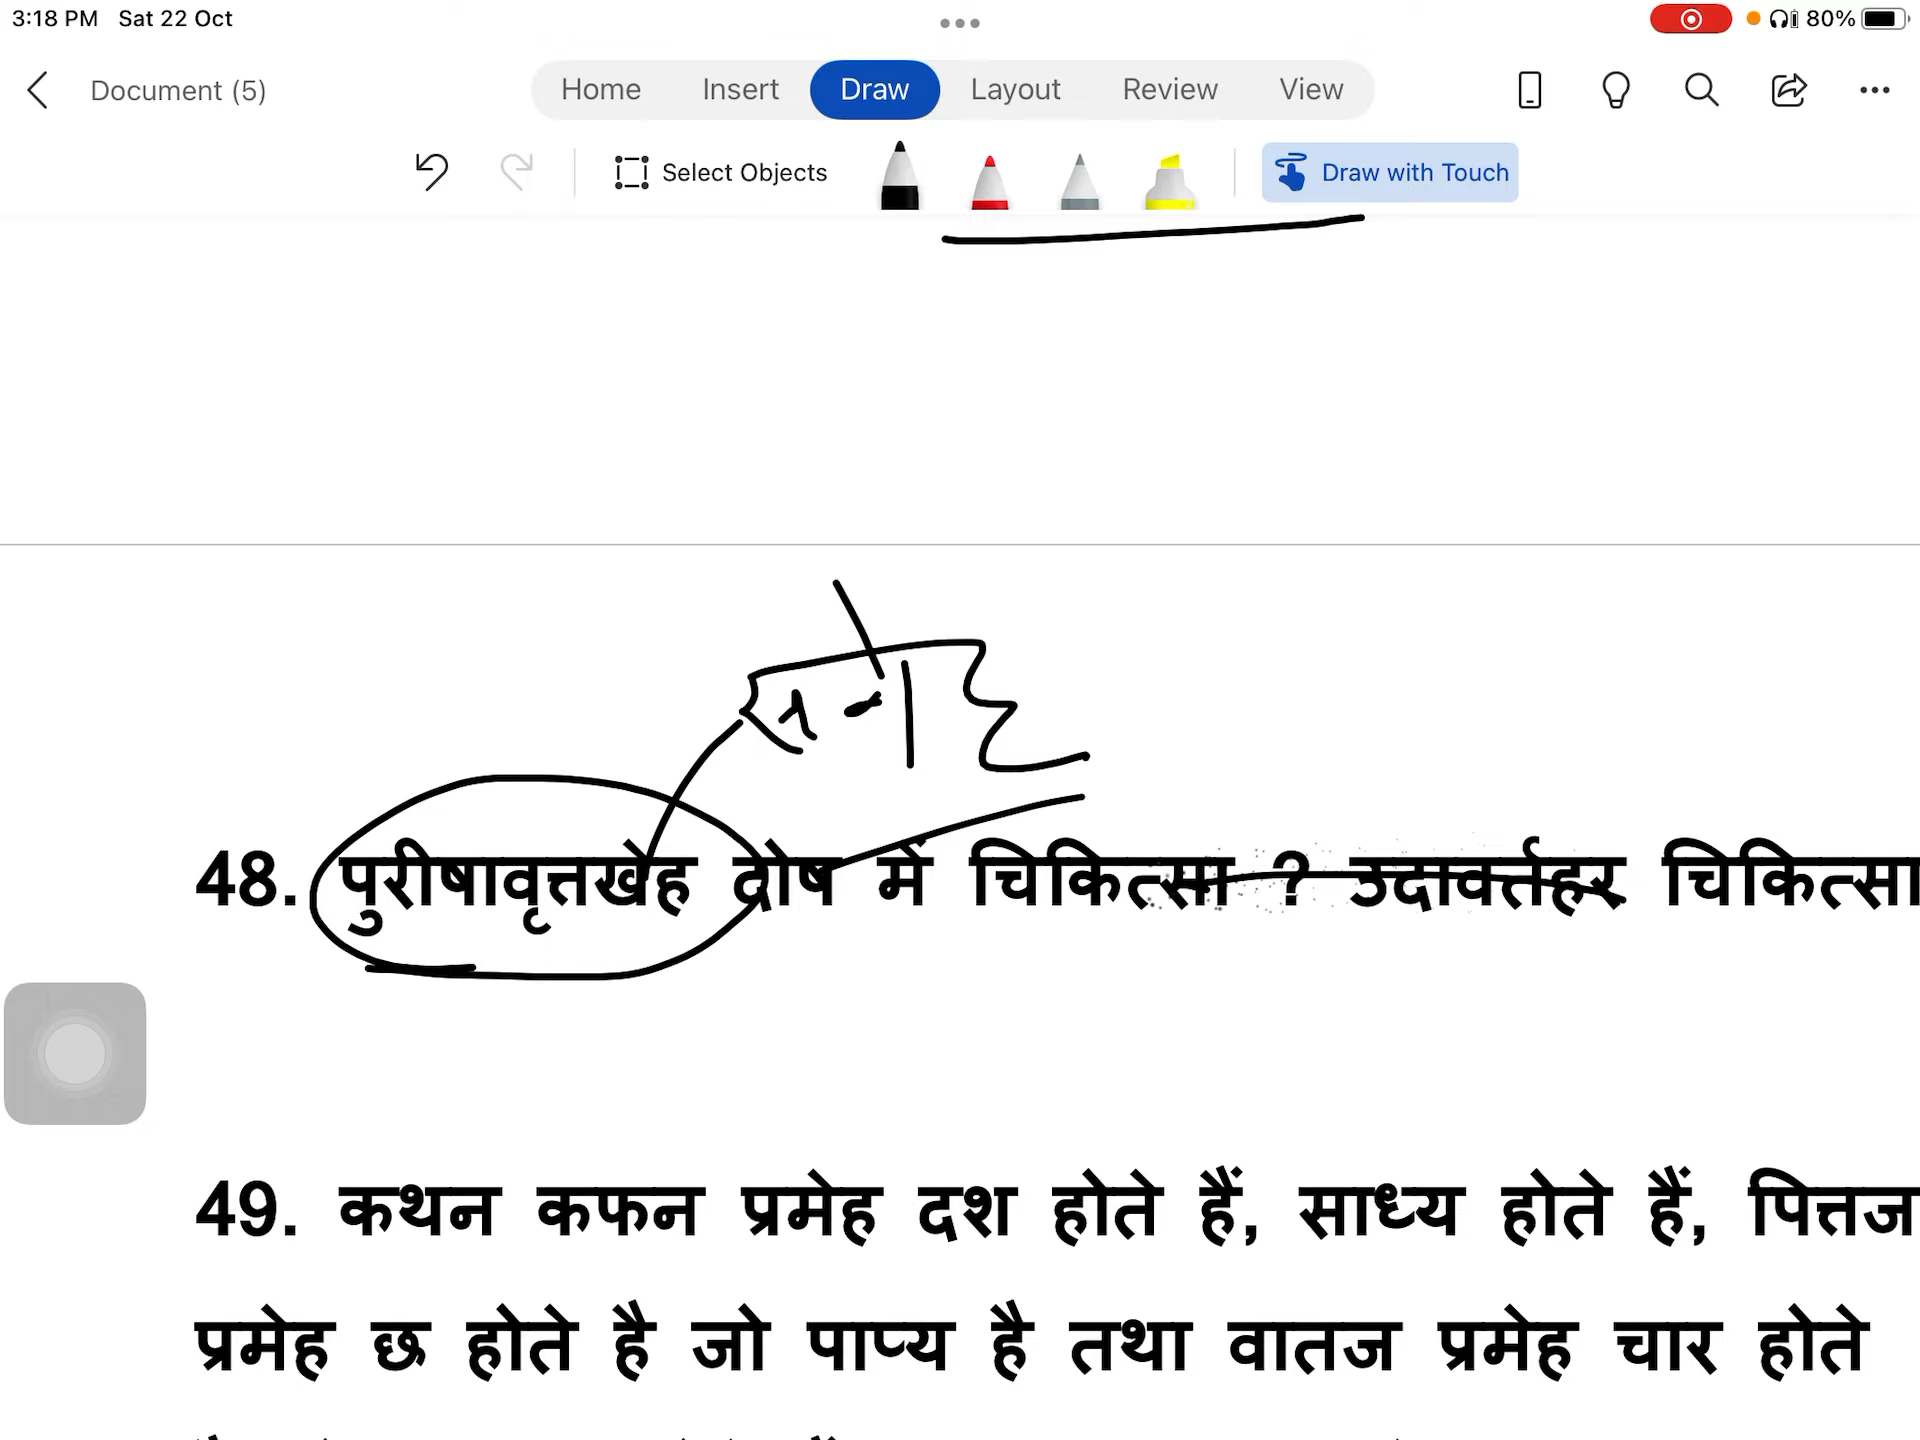 3:18 PM Sat 22 Oct
80%
Document (5)
Home Insert Draw Layout Review View
Select Objects
Draw with Touch
48. पुरीषावृत्तखेह दोष में चिकित्सा ? उदावर्तहर चिकित्सा
49. कथन कफन प्रमेह दश होते हैं, साध्य होते हैं, पित्तज
प्रमेह छ होते है जो पाप्य है तथा वातज प्रमेह चार होते